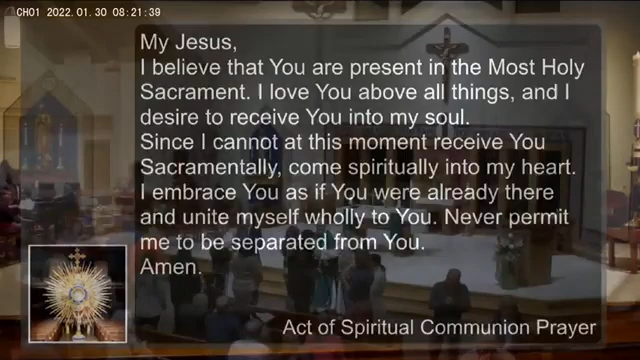 CH01 2022.01.30 08:21:39
My Jesus,
I believe that You are present in the Most Holy
Sacrament. I love You above all things, and I
desire to receive You into my soul.
Since I cannot at this moment receive You
Sacramentally, come spiritually into my heart.
I embrace You as if You were already there
and unite myself wholly to You. Never permit
me to be separated from You.
Amen.
Act of Spiritual Communion Prayer